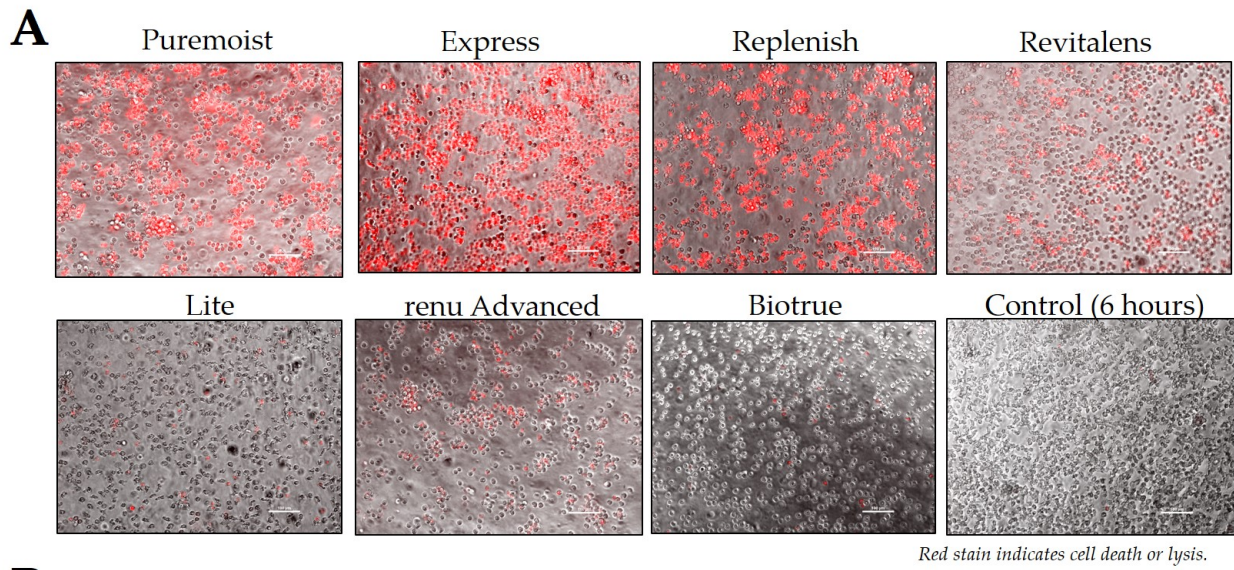 A
Puremoist
Express
Replenish
Revitalens
Lite
renu Advanced
Biotrue
Control (6 hours)
Red stain indicates cell death or lysis.